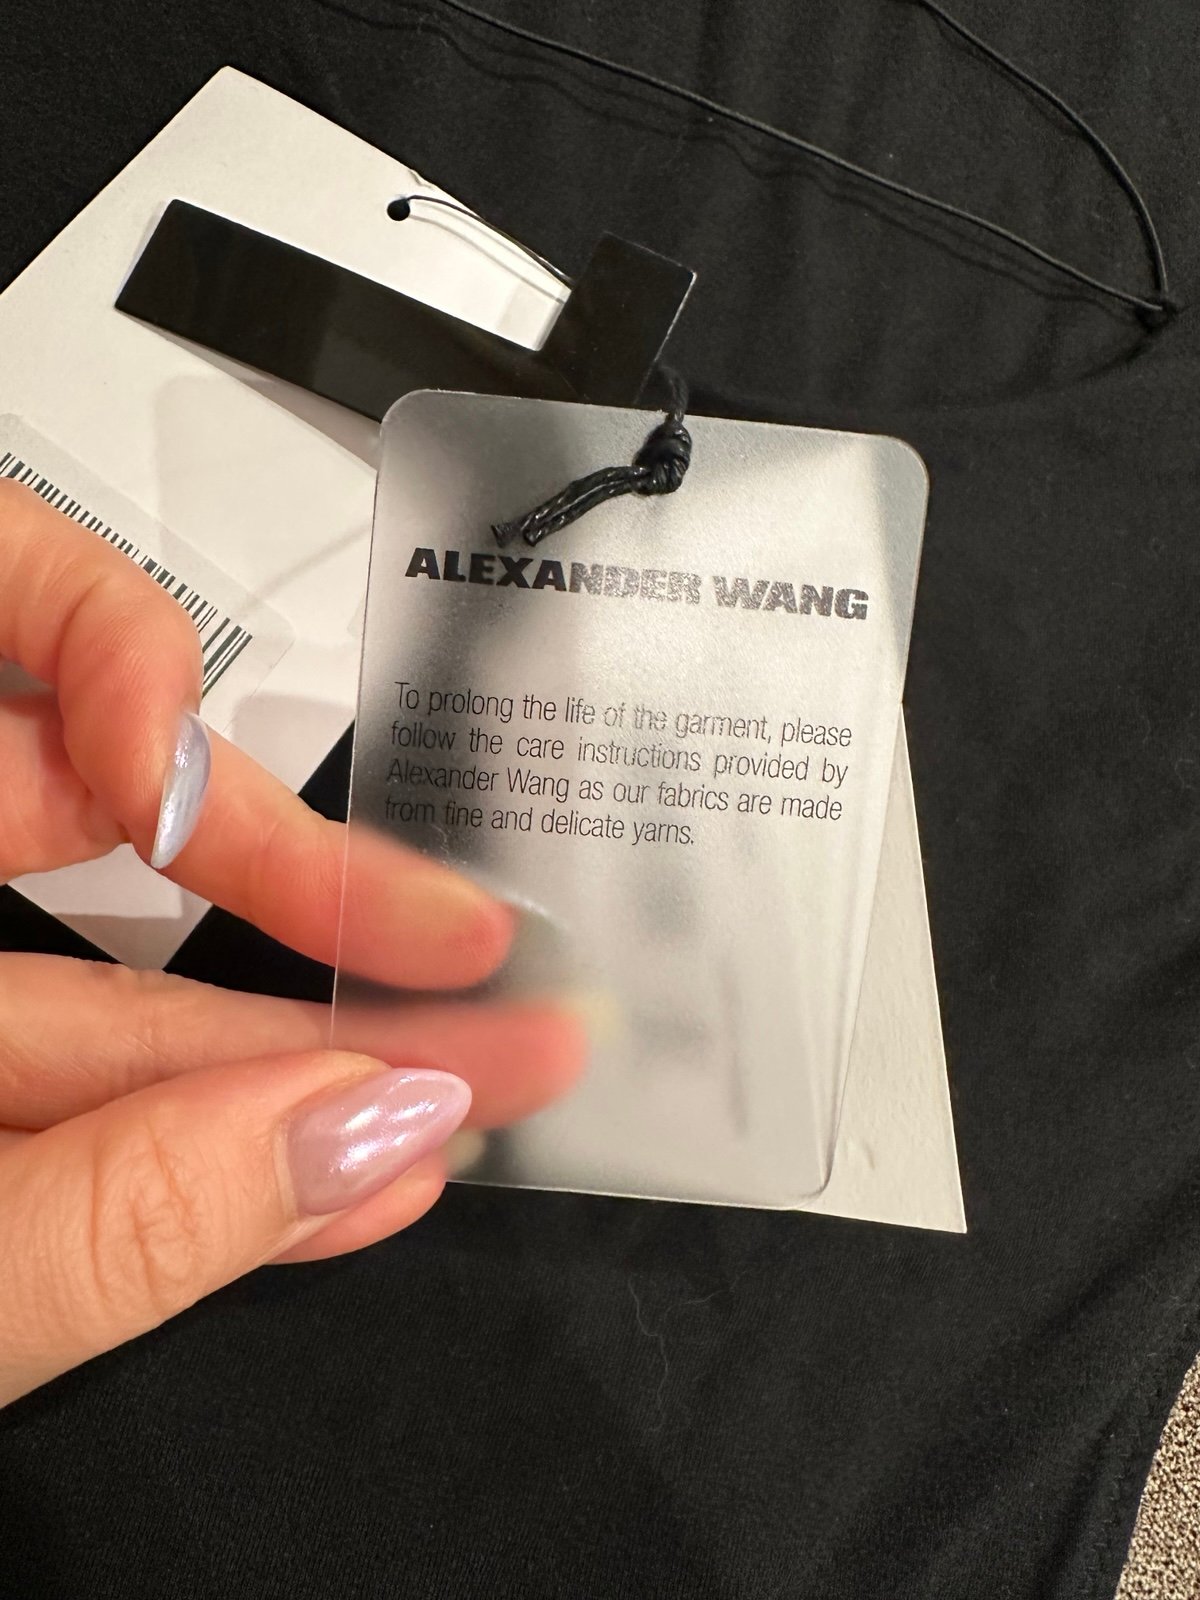 ALEXANDER WANG
To prolong the life of the garment, please
follow the care instructions provided by
Alexander Wang as our fabrics are made
from fine and delicate yarns.